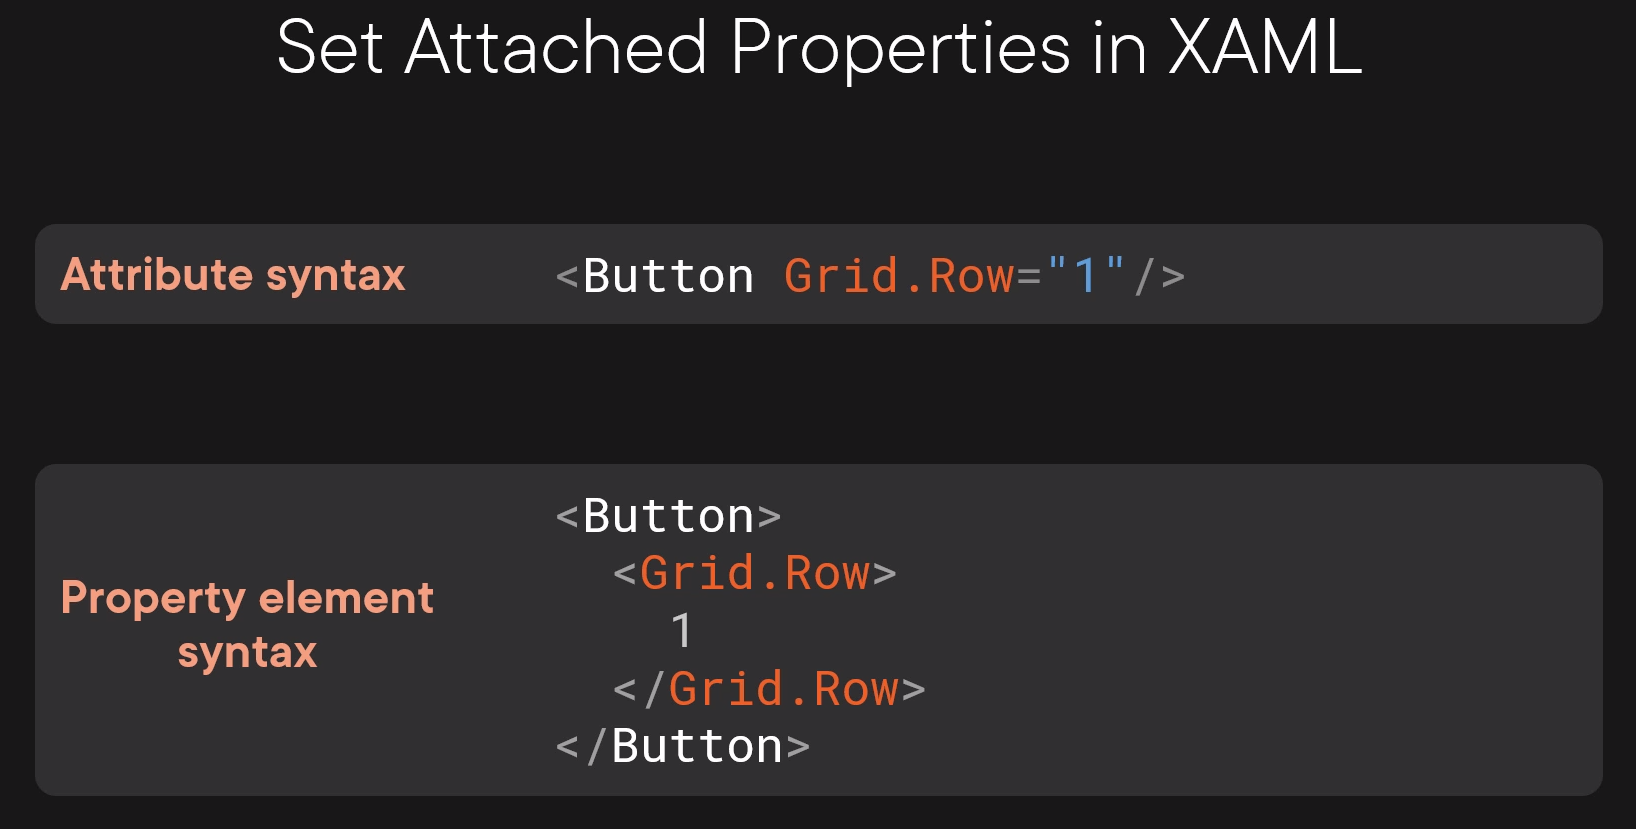 Set Attached Properties in XAML
Attribute syntax
<Button Grid.Row="1"/>
Property element
syntax
<Button>
<Grid.Row>
1
</Grid.Row>
</Button>